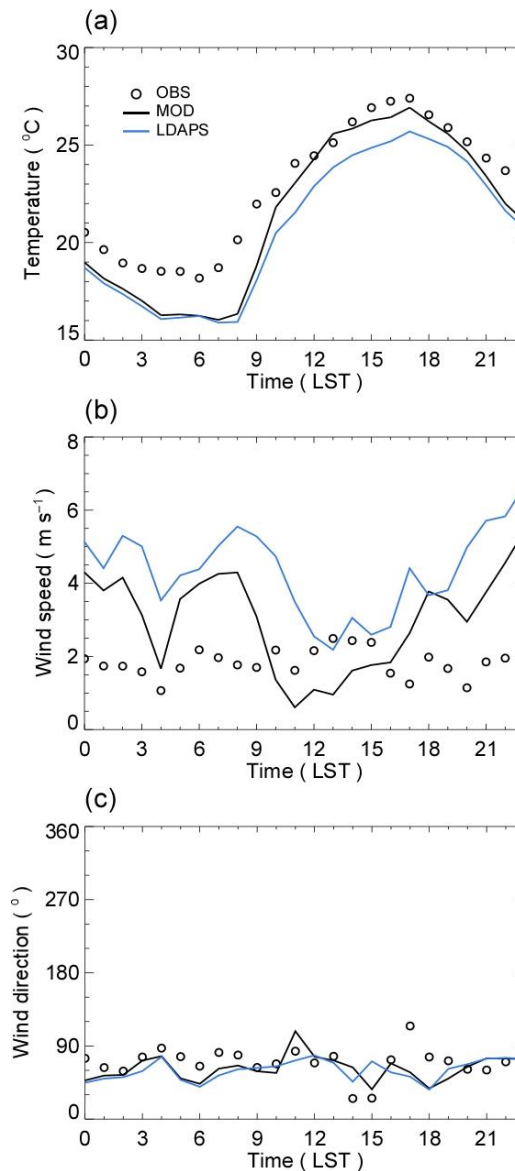 (a)
30
25
20
15
Temperature ( °C)
OBS
MOD
LDAPS
0 3 6 9 12 15 18 21
Time ( LST )
(b)
8
6
4
2
0
Wind speed ( m s⁻¹)
0 3 6 9 12 15 18 21
Time ( LST )
(c)
360
270
180
90
0
Wind direction ( °)
0 3 6 9 12 15 18 21
Time ( LST )